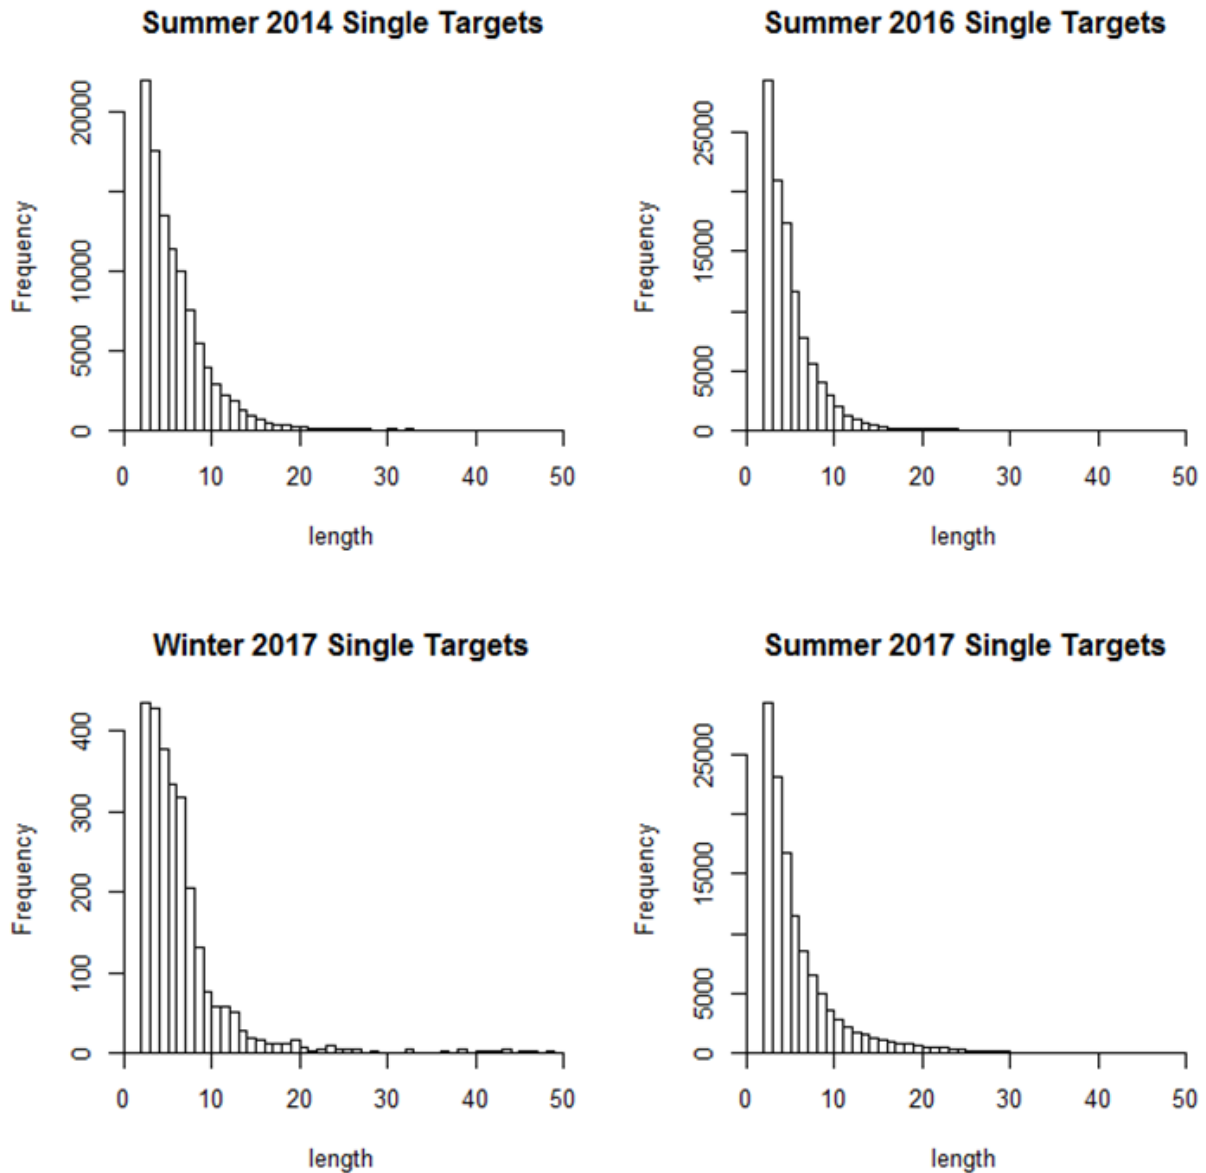 Summer 2014 Single Targets
Frequency
0 5000 10000 20000
0 10 20 30 40 50
length
Summer 2016 Single Targets
Frequency
0 5000 15000 25000
0 10 20 30 40 50
length
Winter 2017 Single Targets
Frequency
0 100 200 300 400
0 10 20 30 40 50
length
Summer 2017 Single Targets
Frequency
0 5000 15000 25000
0 10 20 30 40 50
length